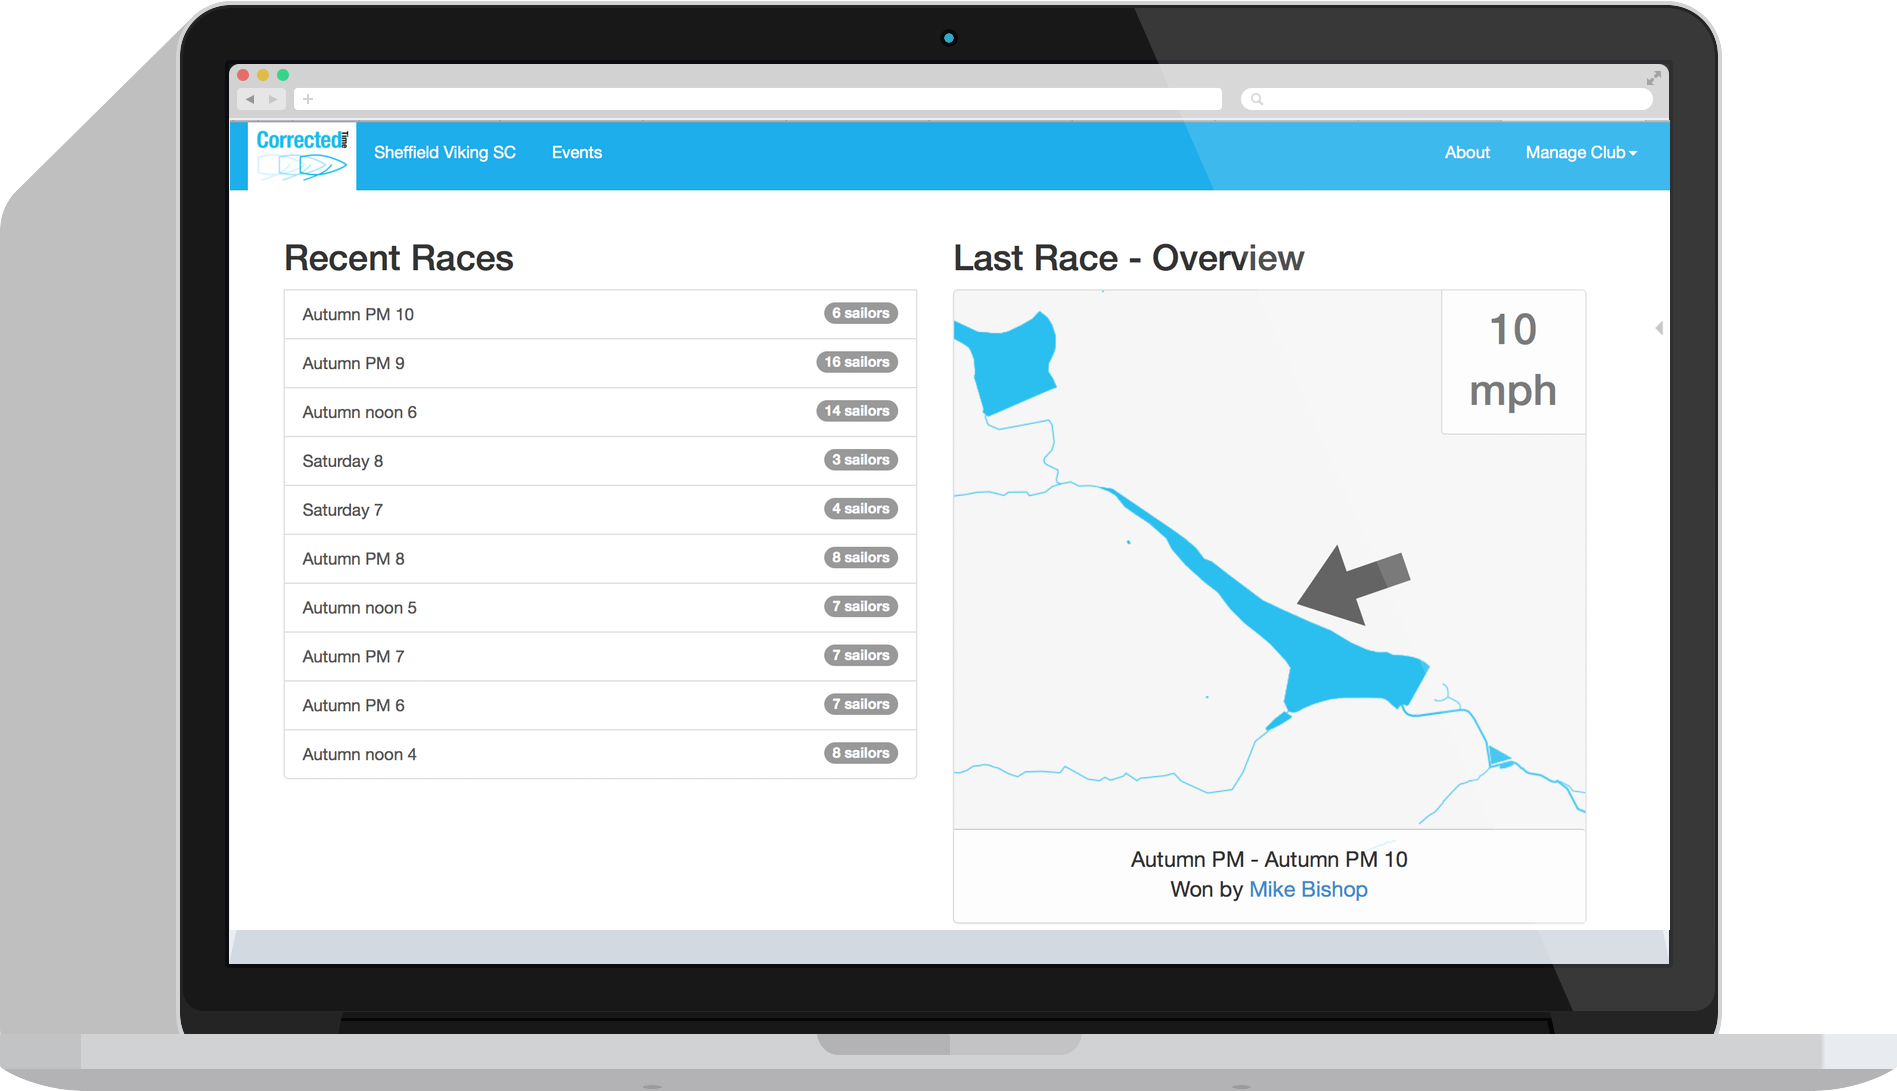 Corrected Time
Sheffield Viking SC
Events
About
Manage Club
Recent Races
Autumn PM 10 6 sailors
Autumn PM 9 16 sailors
Autumn noon 6 14 sailors
Saturday 8 3 sailors
Saturday 7 4 sailors
Autumn PM 8 8 sailors
Autumn noon 5 7 sailors
Autumn PM 7 7 sailors
Autumn PM 6 7 sailors
Autumn noon 4 8 sailors
Last Race - Overview
10
mph
Autumn PM - Autumn PM 10
Won by Mike Bishop